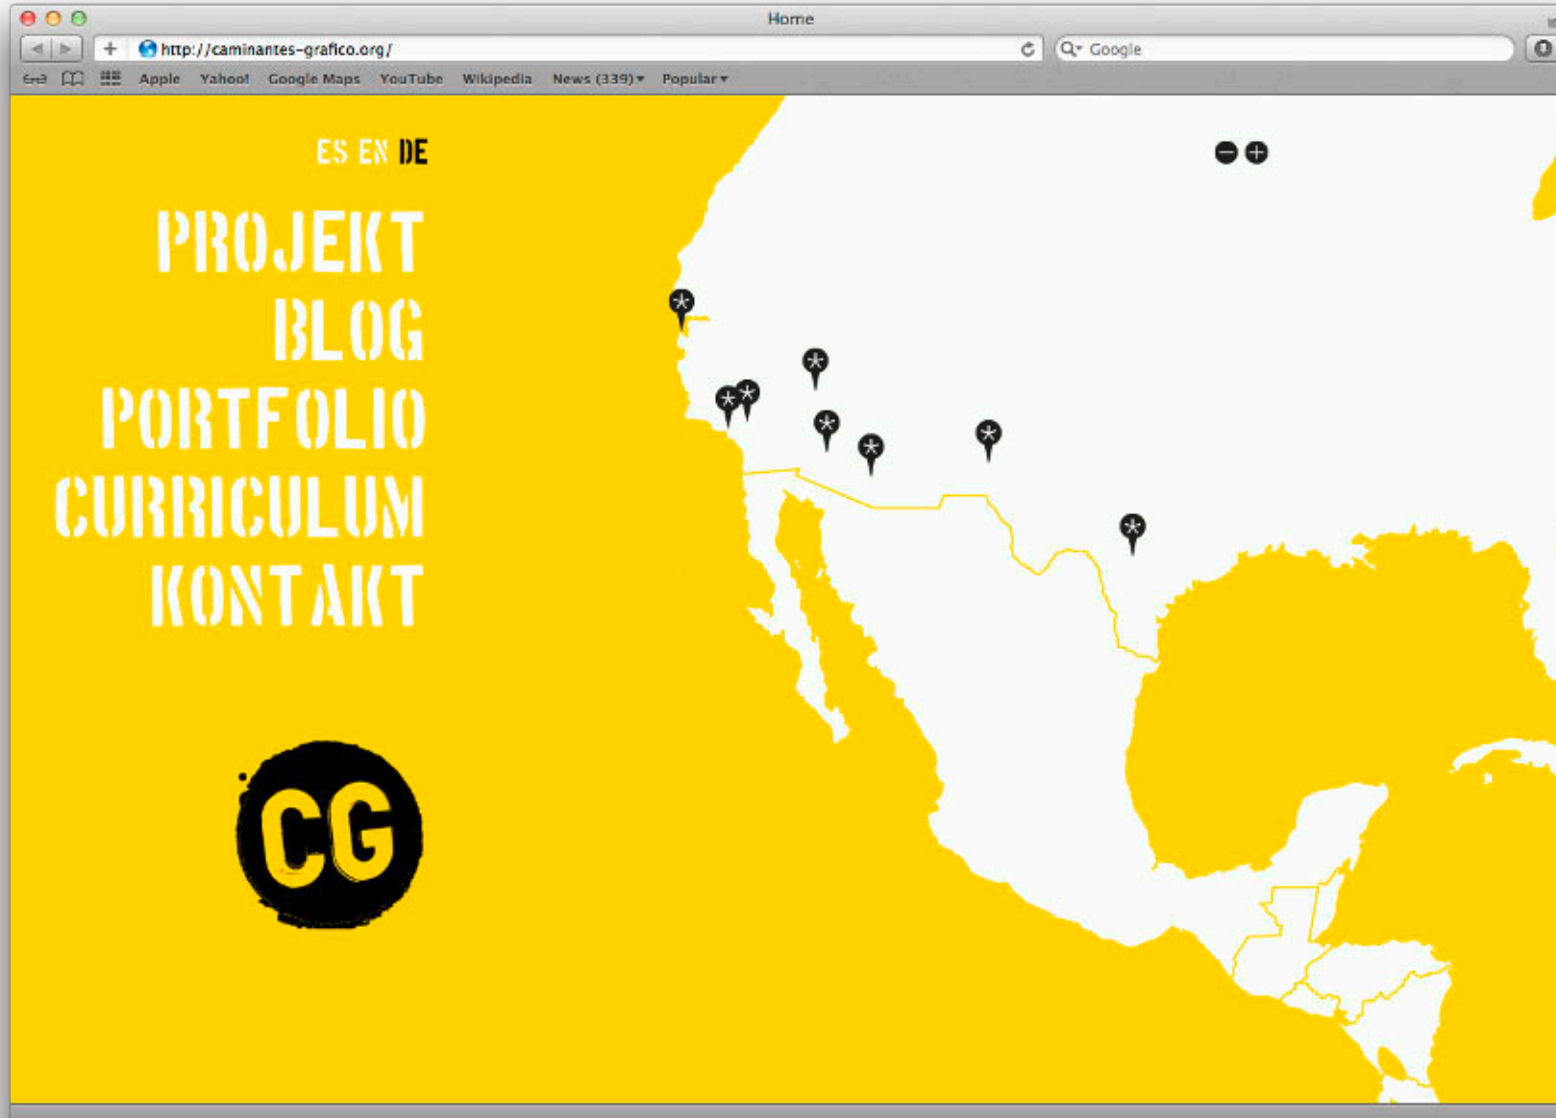 Home
http://caminantes-grafico.org/
Google
Apple Yahoo! Google Maps YouTube Wikipedia News (339) Popular
ES EN DE
PROJEKT
BLOG
PORTFOLIO
CURRICULUM
KONTAKT
CG